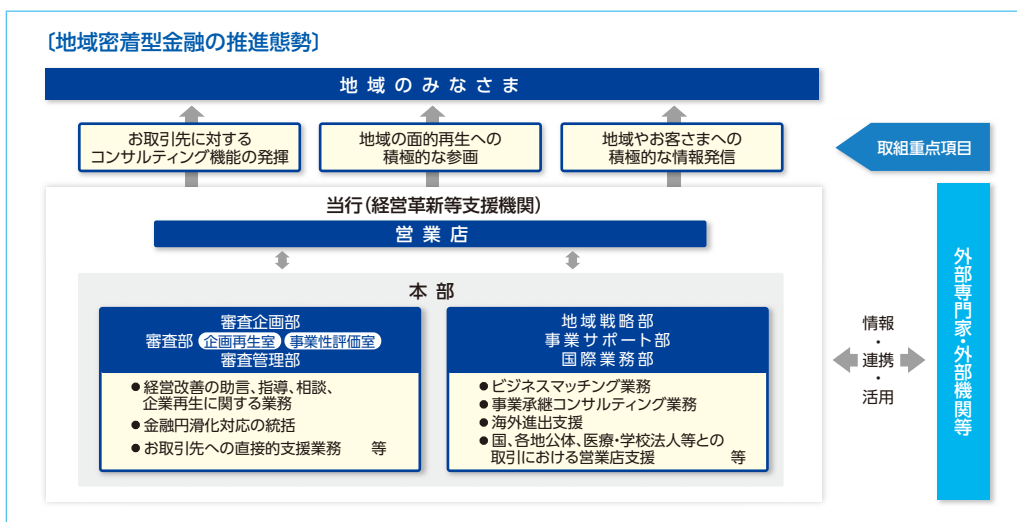 〔地域密着型金融の推進態勢〕
地域のみなさま
お取引先に対する
コンサルティング機能の発揮
地域の面的再生への
積極的な参画
地域やお客さまへの
積極的な情報発信
取組重点項目
当行(経営革新等支援機関)
営業店
本部
審査企画部
審査部 企画再生室 事業性評価室
審査管理部
●経営改善の助言、指導、相談、
企業再生に関する業務
●金融円滑化対応の統括
●お取引先への直接的支援業務 等
地域戦略部
事業サポート部
国際業務部
●ビジネスマッチング業務
●事業承継コンサルティング業務
●海外進出支援
●国、各地公体、医療・学校法人等との
取引における営業店支援 等
情報
・
連携
・
活用
外部専門家・外部機関等